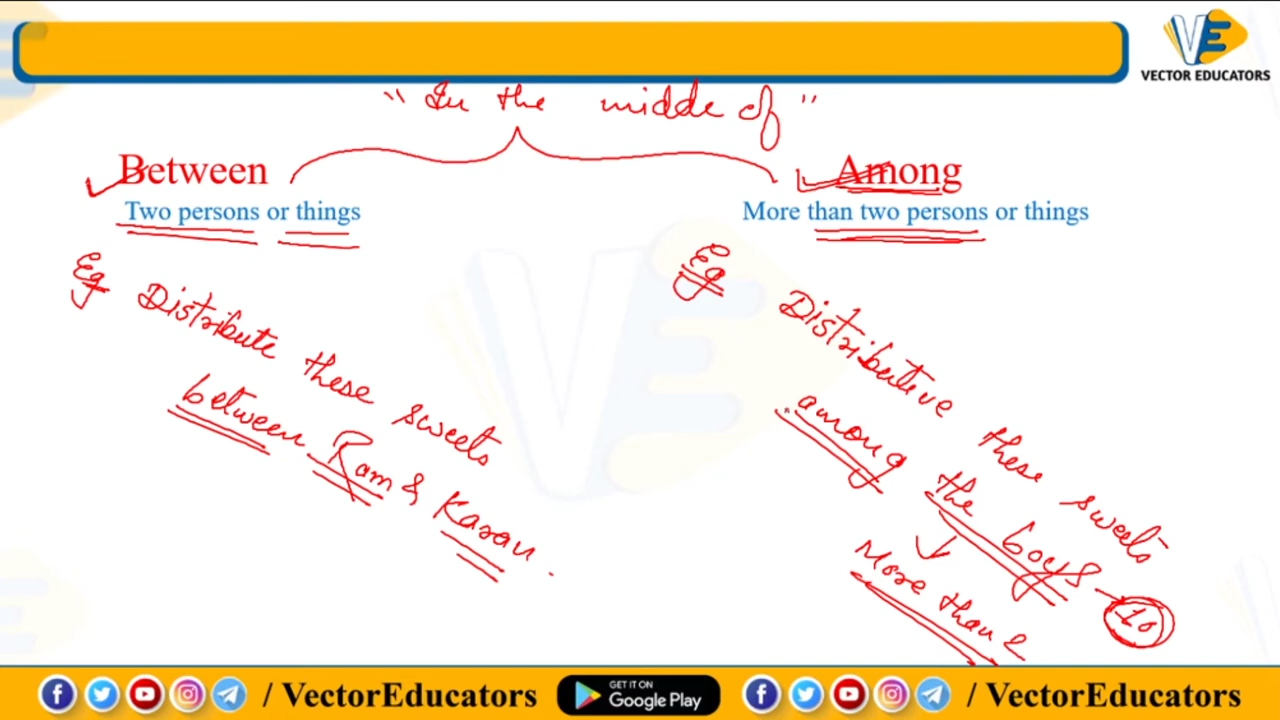 VE
VECTOR EDUCATORS
"In the midde of"
Between
Among
Two persons or things
More than two persons or things
Eg Distribute these sweets
between Ram & Karan.
Eg Distributive these sweets
among the boys 10
More than 2
/ VectorEducators
GET IT ON
Google Play
/ VectorEducators